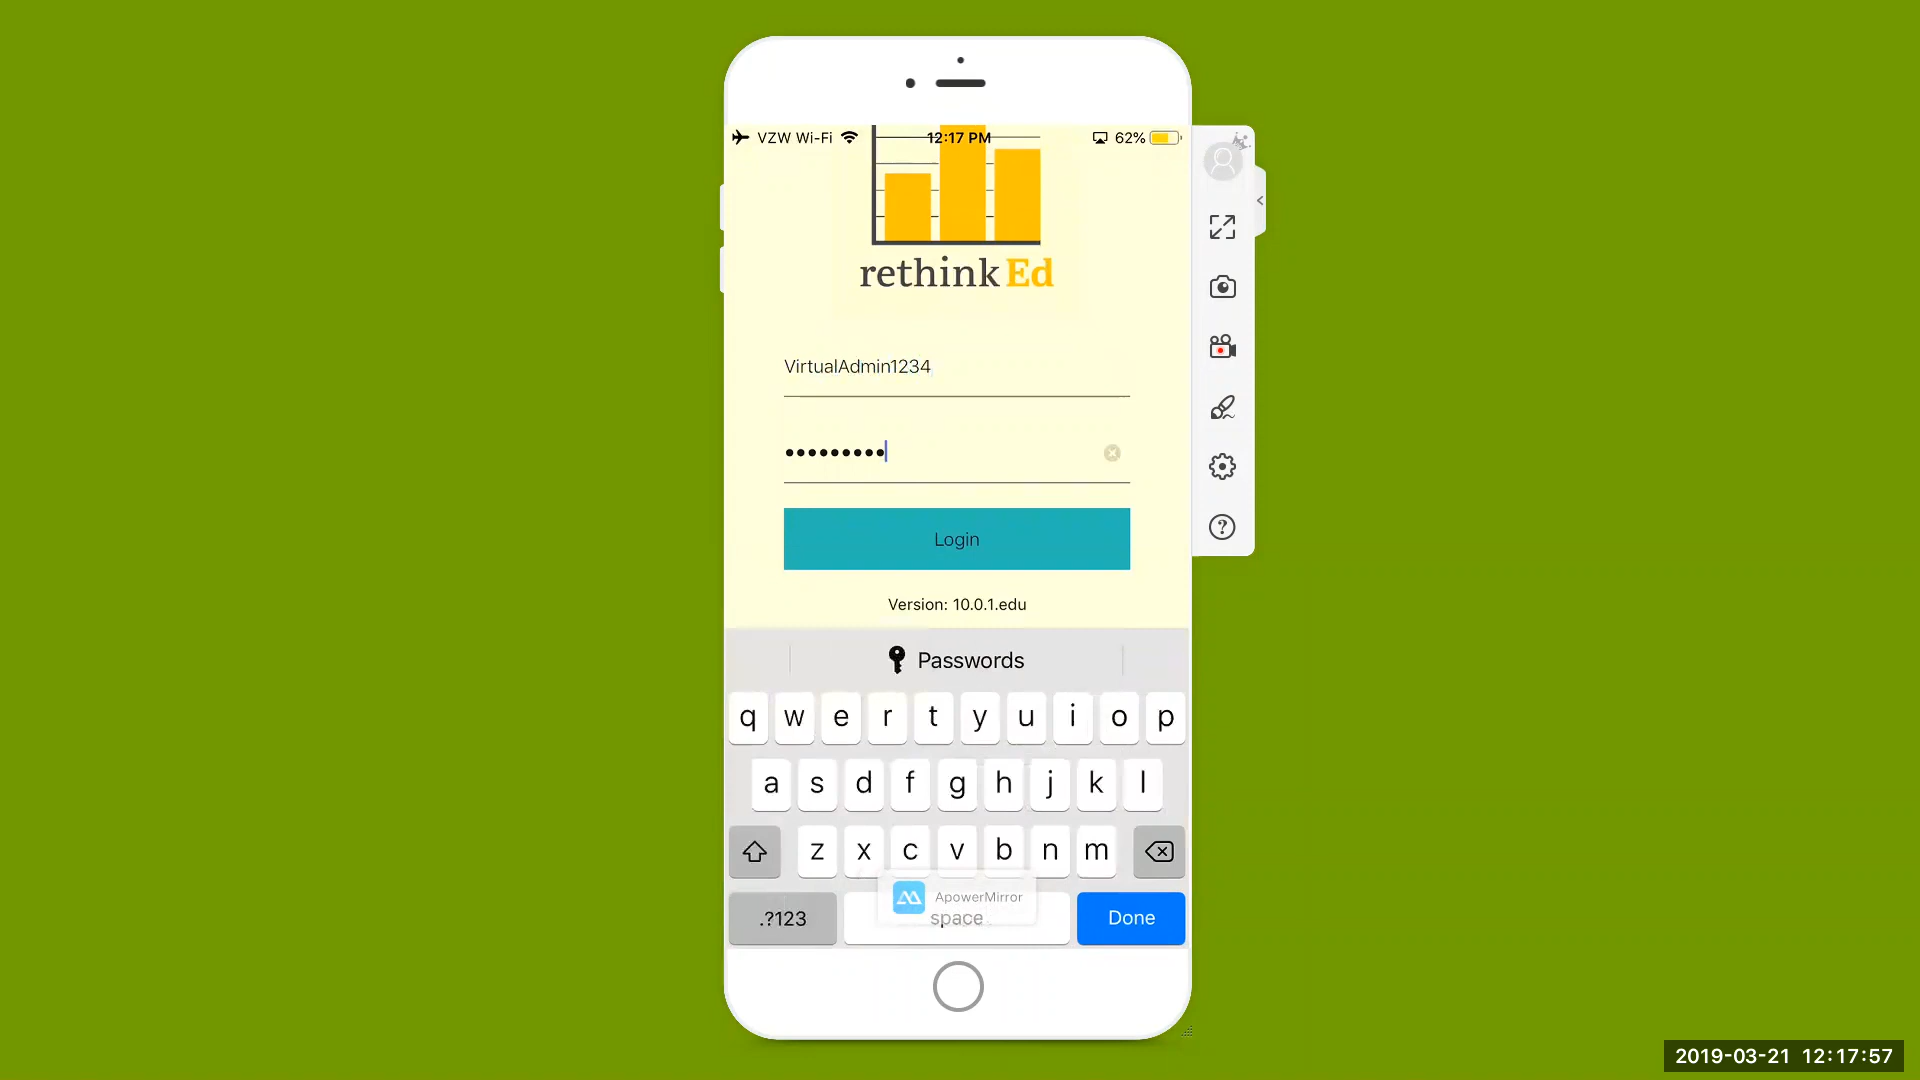 VZW Wi-Fi 12:17 PM 62%
rethink Ed
VirtualAdmin1234
•••••••••
Login
Version: 10.0.1.edu
Passwords
q w e r t y u i o p
a s d f g h j k l
z x c v b n m
ApowerMirror
.?123 space Done
2019-03-21 12:17:57